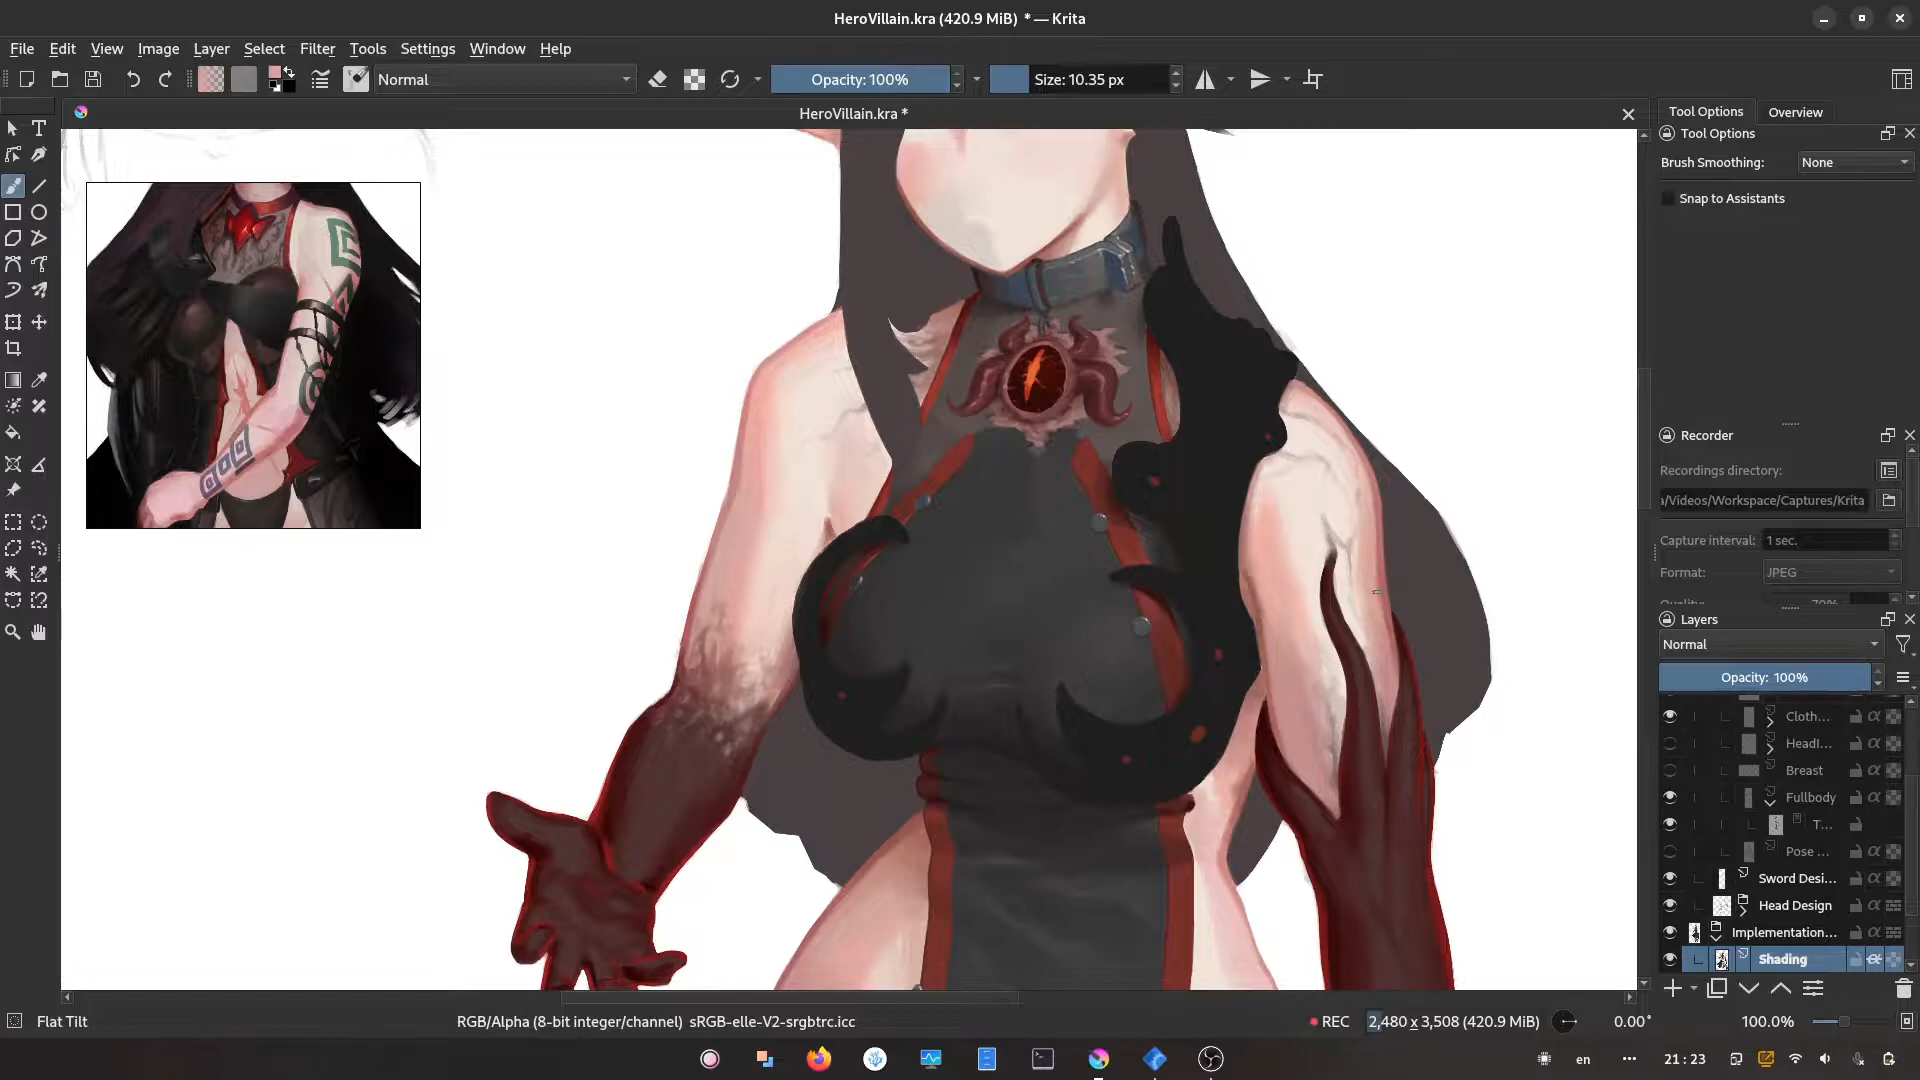 HeroVillain.kra (420.9 MiB) * — Krita
File Edit View Image Layer Select Filter Tools Settings Window Help
Normal
Opacity: 100%
Size: 10.35 px
HeroVillain.kra *
Tool Options
Overview
Tool Options
Brush Smoothing:
None
Snap to Assistants
Recorder
Recordings directory:
/Videos/Workspace/Captures/Krita
Capture interval:
1 sec.
Format:
JPEG
Layers
Normal
Opacity: 100%
Cloth...
HeadI...
Breast
Fullbody
T...
Pose ...
Sword Desi...
Head Design
Implementation...
Shading
Flat Tilt
RGB/Alpha (8-bit integer/channel) sRGB-elle-V2-srgbtrc.icc
REC
2,480 x 3,508 (420.9 MiB)
0.00°
100.0%
en
21 : 23